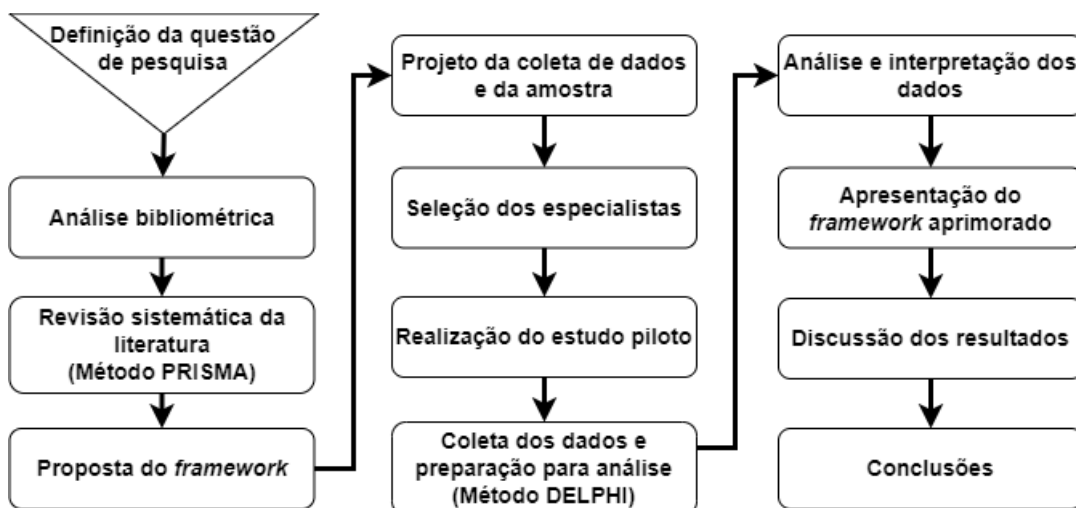 Definição da questão
de pesquisa
Análise bibliométrica
Revisão sistemática da
literatura
(Método PRISMA)
Proposta do framework
Projeto da coleta de dados
e da amostra
Seleção dos especialistas
Realização do estudo piloto
Coleta dos dados e
preparação para análise
(Método DELPHI)
Análise e interpretação dos
dados
Apresentação do
framework aprimorado
Discussão dos resultados
Conclusões